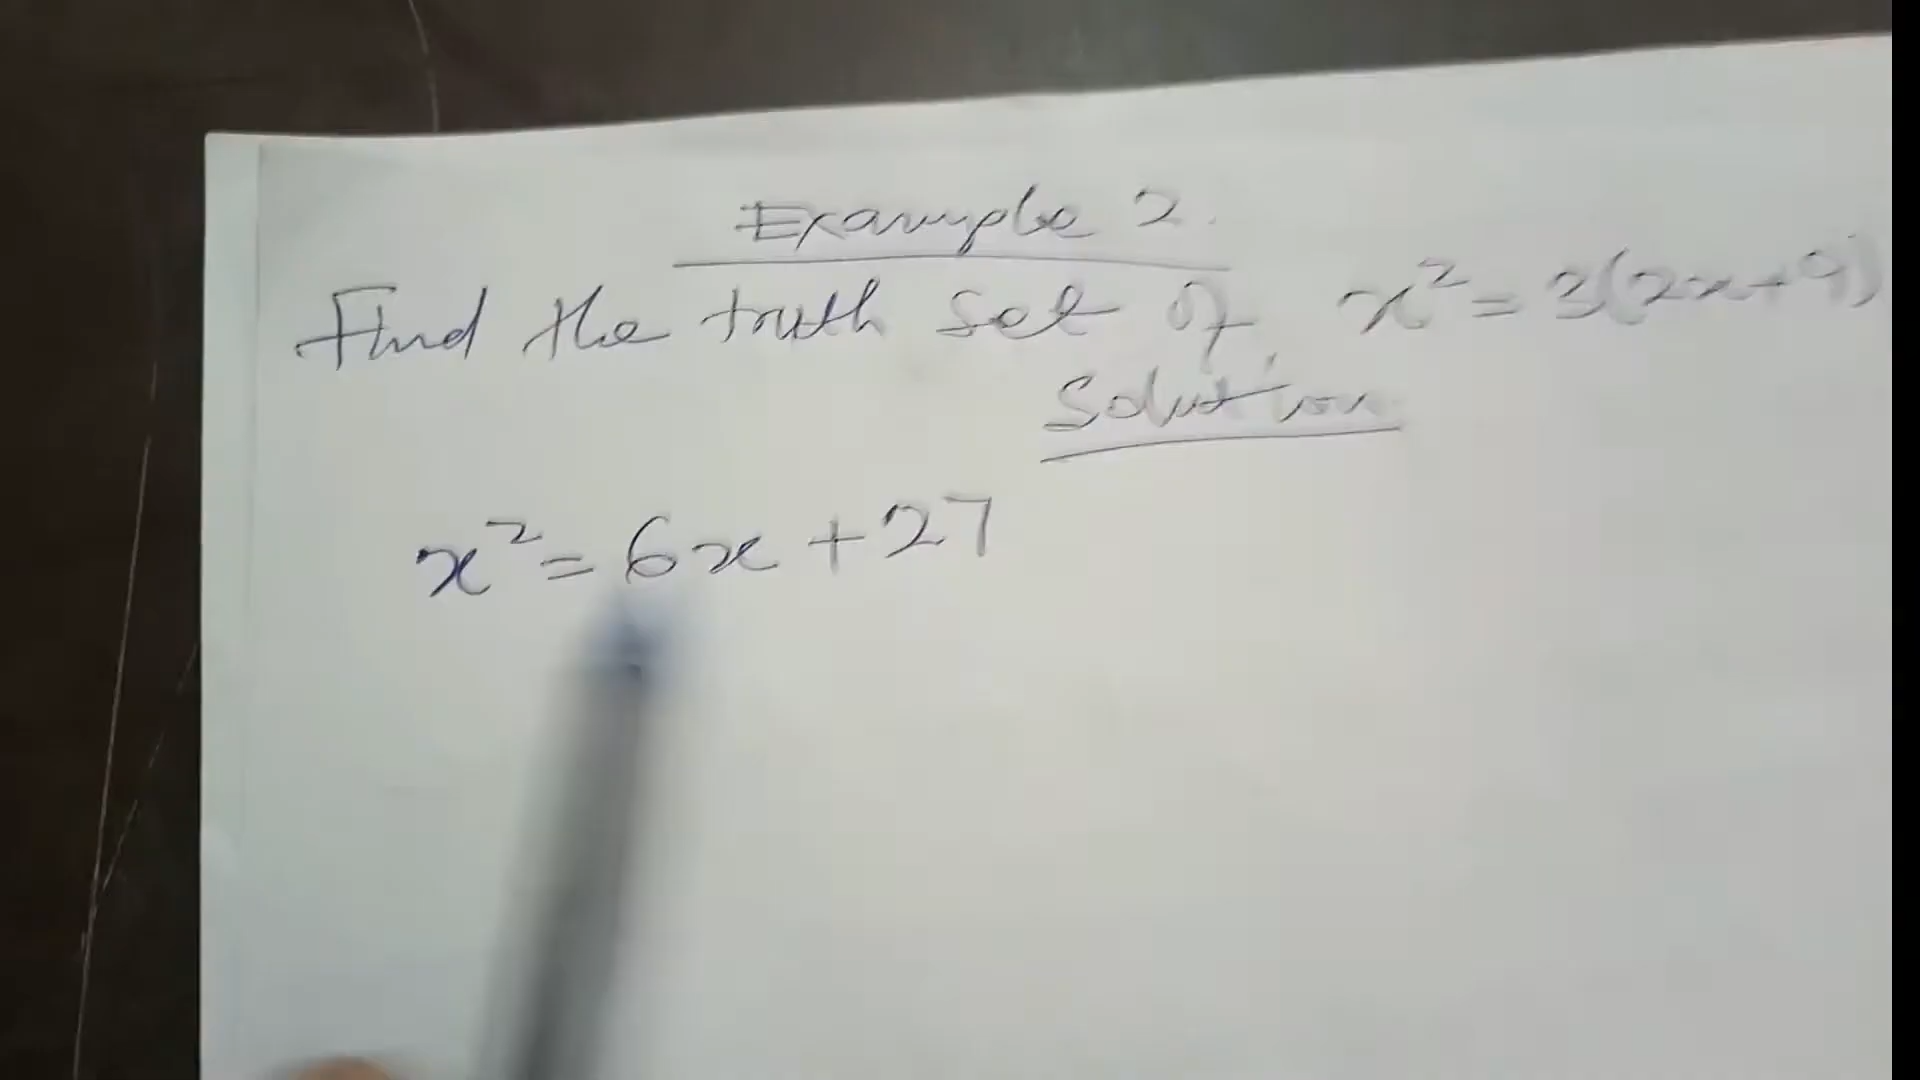 Example 2.
Find the truth set of, x² = 3(2x+9)
Solution
x² = 6x + 27